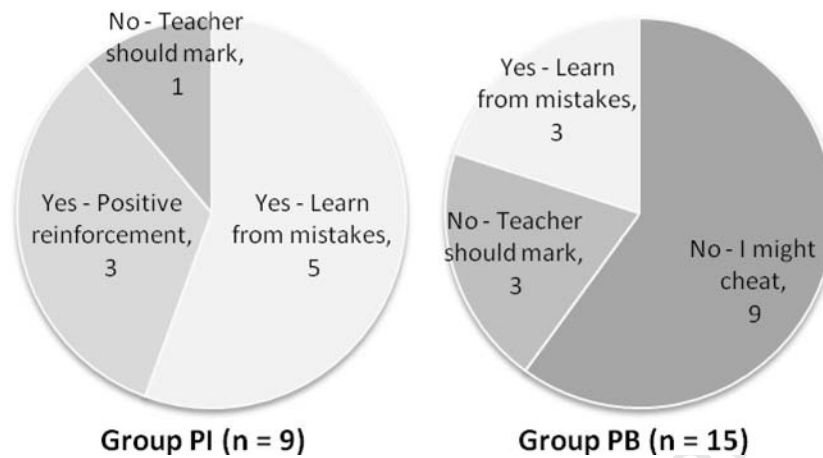 No - Teacher
should mark,
1
Yes - Positive
reinforcement,
3
Yes - Learn
from mistakes,
5
Group PI (n = 9)
Yes - Learn
from mistakes,
3
No - Teacher
should mark,
3
No - I might
cheat,
9
Group PB (n = 15)